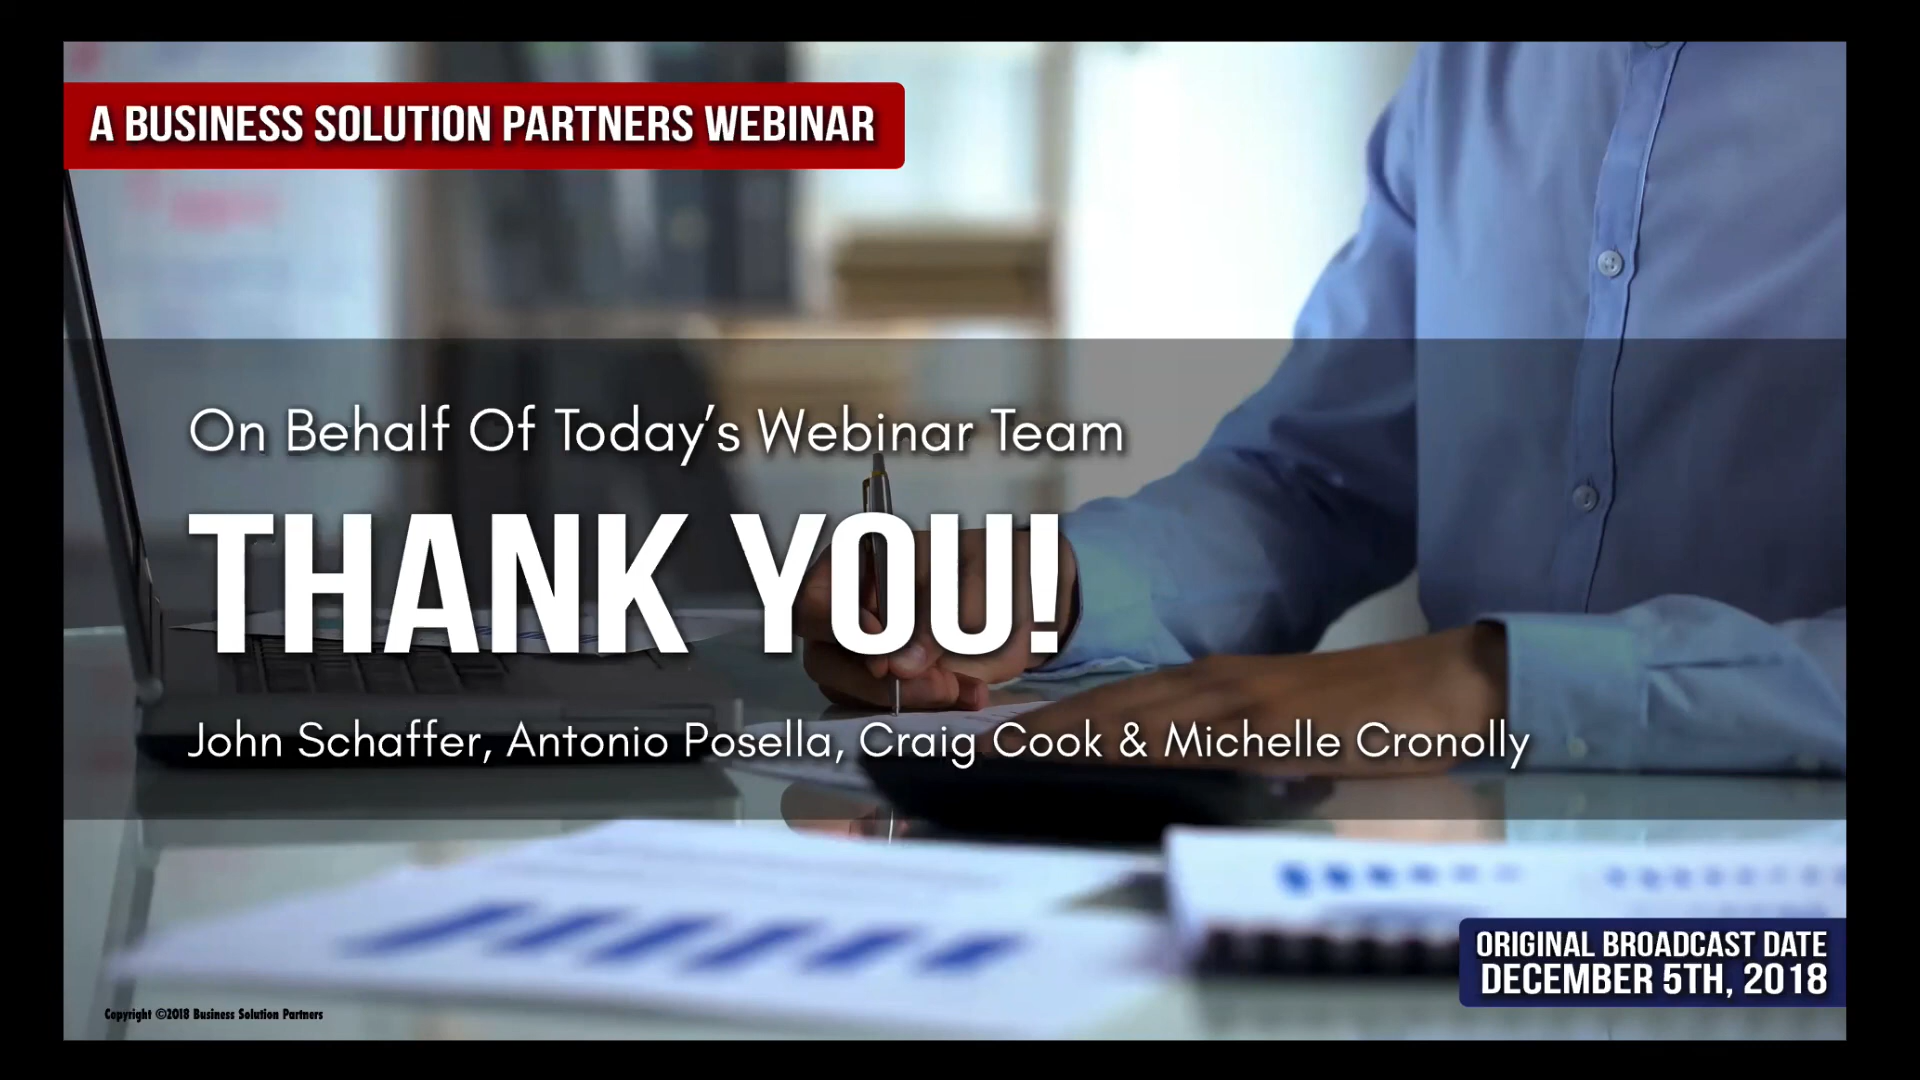 A BUSINESS SOLUTION PARTNERS WEBINAR
On Behalf Of Today's Webinar Team
THANK YOU!
John Schaffer, Antonio Posella, Craig Cook & Michelle Cronolly
ORIGINAL BROADCAST DATE
DECEMBER 5TH, 2018
Copyright ©2018 Business Solution Partners